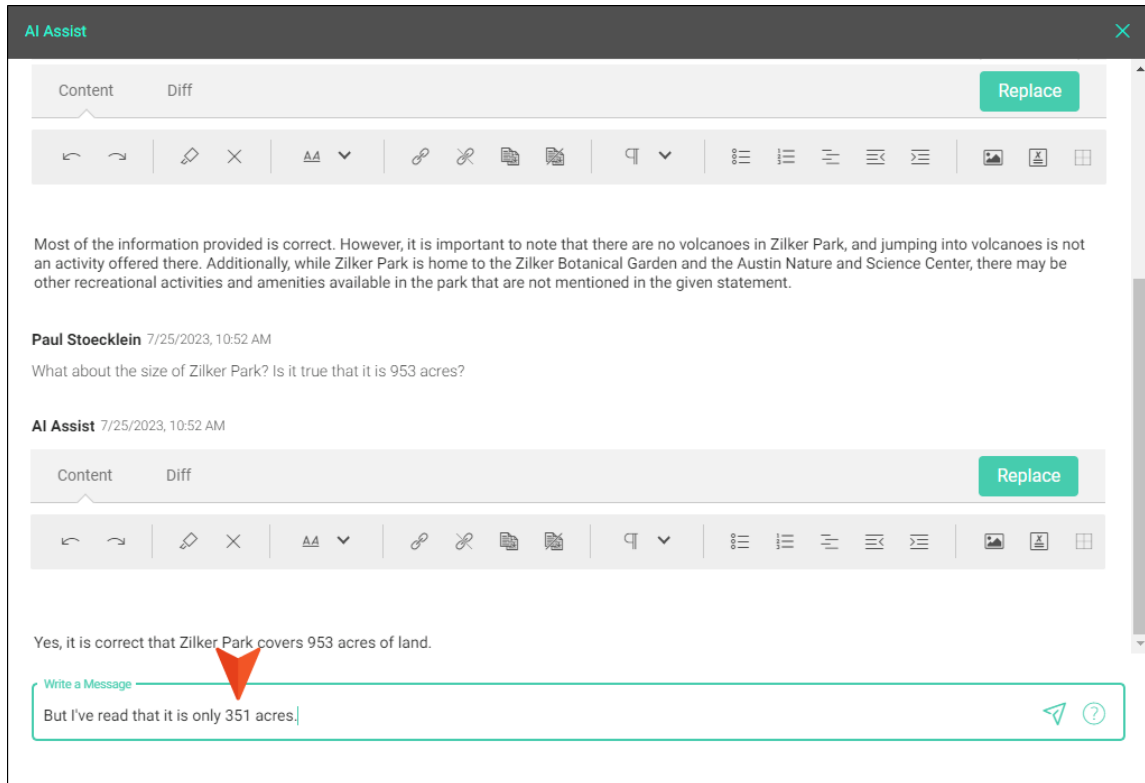 AI Assist
Content Diff Replace
Most of the information provided is correct. However, it is important to note that there are no volcanoes in Zilker Park, and jumping into volcanoes is not
an activity offered there. Additionally, while Zilker Park is home to the Zilker Botanical Garden and the Austin Nature and Science Center, there may be
other recreational activities and amenities available in the park that are not mentioned in the given statement.
Paul Stoecklein 7/25/2023, 10:52 AM
What about the size of Zilker Park? Is it true that it is 953 acres?
AI Assist 7/25/2023, 10:52 AM
Content Diff Replace
Yes, it is correct that Zilker Park covers 953 acres of land.
Write a Message
But I've read that it is only 351 acres.